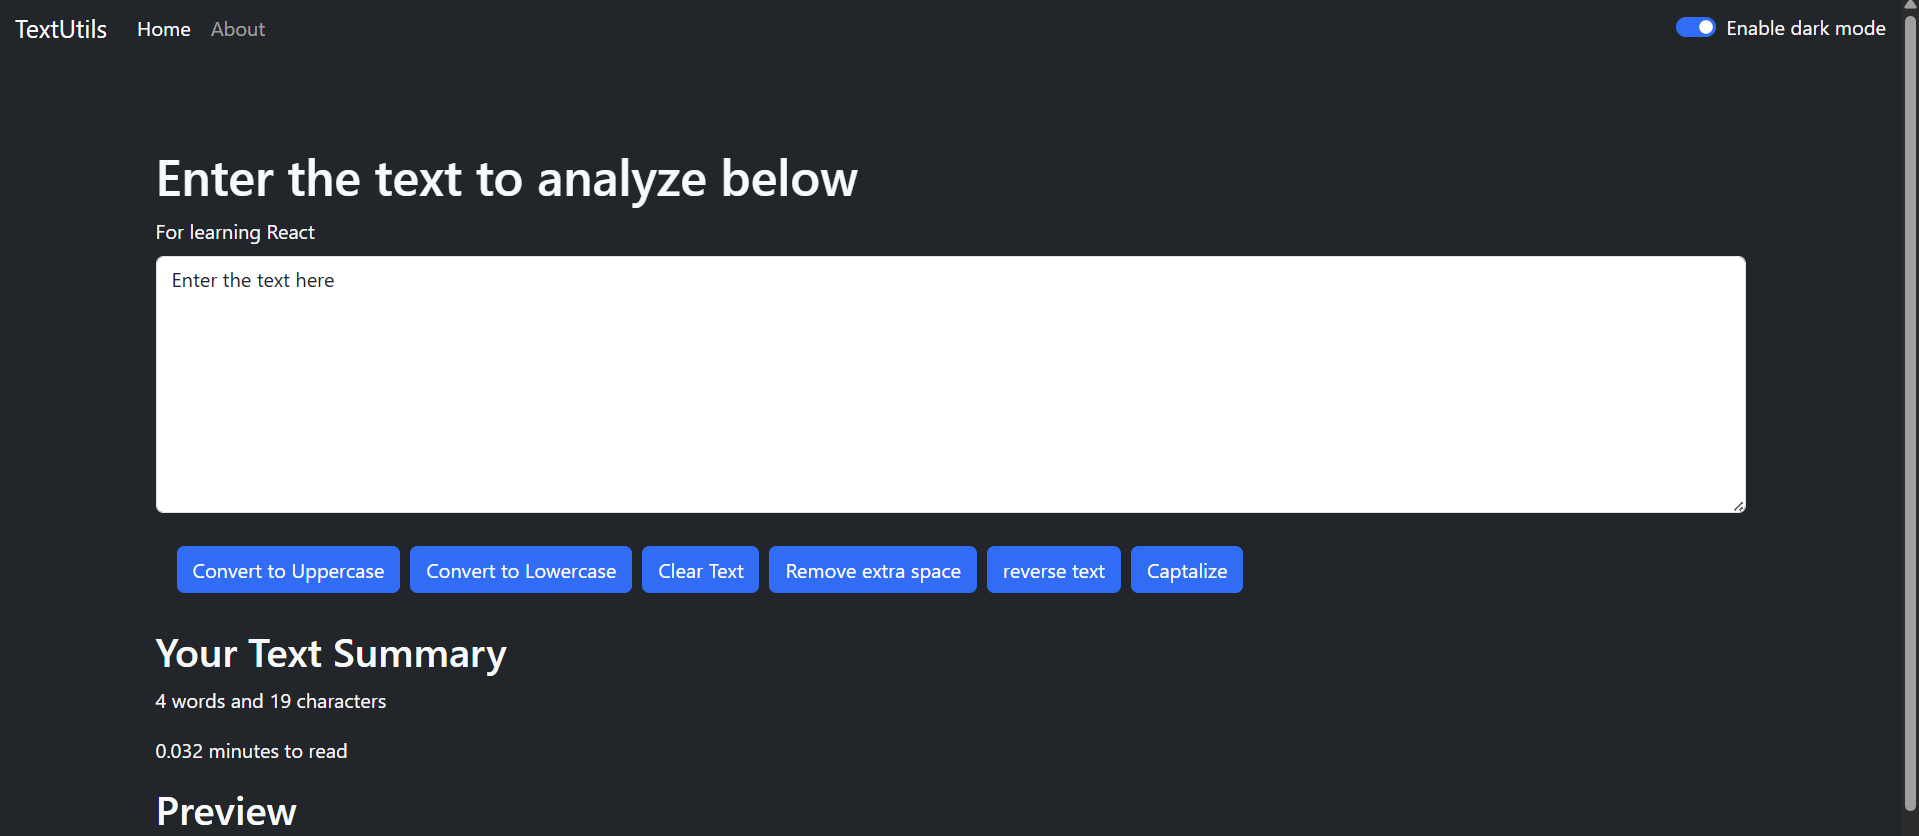 TextUtils Home About Enable dark mode
Enter the text to analyze below
For learning React
Enter the text here
Convert to Uppercase Convert to Lowercase Clear Text Remove extra space reverse text Captalize
Your Text Summary
4 words and 19 characters
0.032 minutes to read
Preview